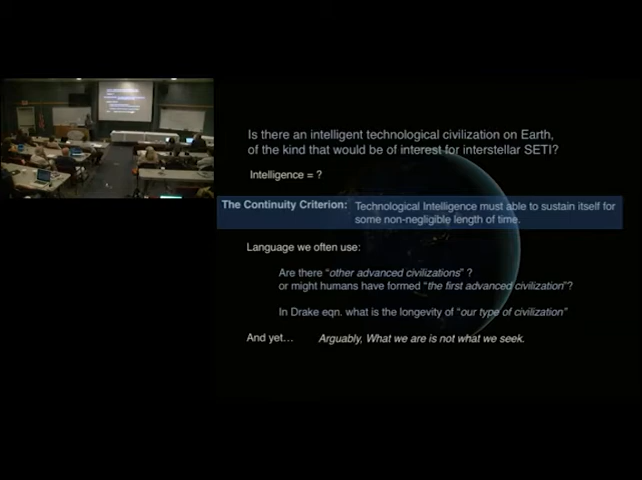 Is there an intelligent technological civilization on Earth,
of the kind that would be of interest for interstellar SETI?
Intelligence = ?
The Continuity Criterion: Technological Intelligence must able to sustain itself for
some non-negligible length of time.
Language we often use:
Are there “other advanced civilizations” ?
or might humans have formed “the first advanced civilization”?
In Drake eqn. what is the longevity of “our type of civilization”
And yet… Arguably, What we are is not what we seek.